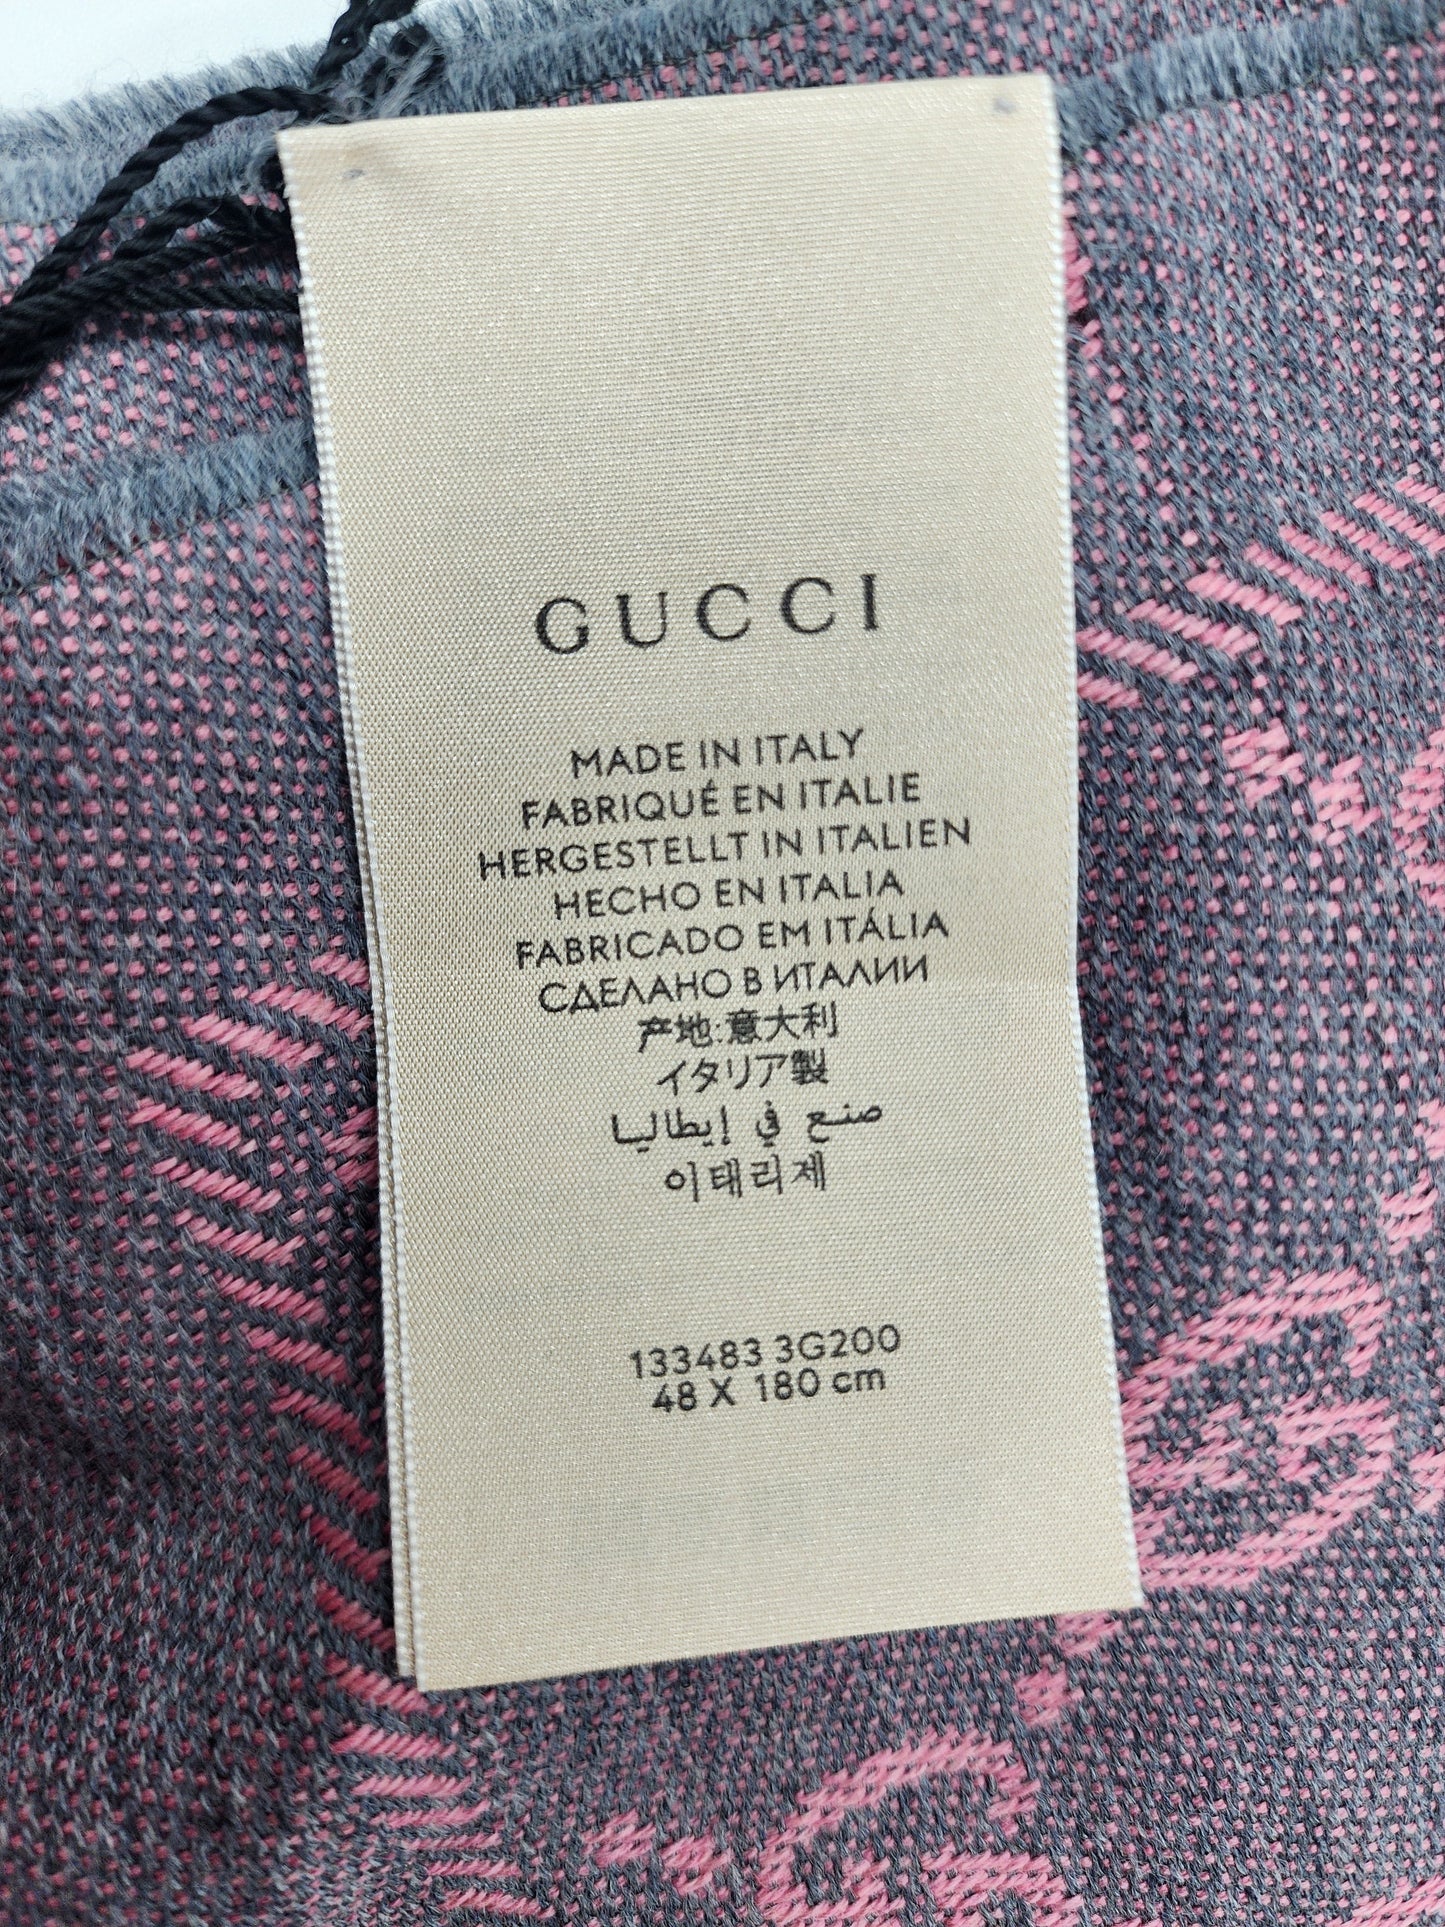 GUCCI
MADE IN ITALY
FABRIQUÉ EN ITALIE
HERGESTELLT IN ITALIEN
HECHO EN ITALIA
FABRICADO EM ITÁLIA
СДЕЛАНО В ИТАЛИИ
产地:意大利
イタリア製
صنع في إيطاليا
이태리제
133483 3G200
48 X 180 cm